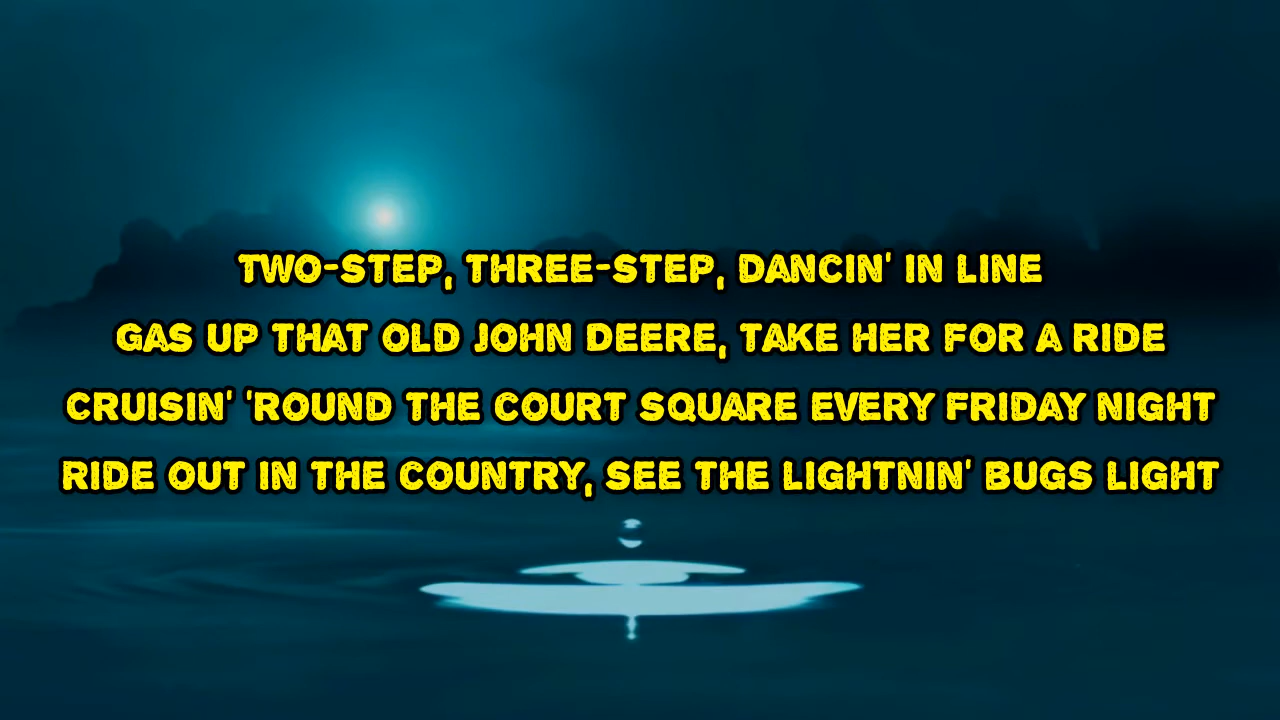 TWO-STEP, THREE-STEP, DANCIN' IN LINE
GAS UP THAT OLD JOHN DEERE, TAKE HER FOR A RIDE
CRUISIN' 'ROUND THE COURT SQUARE EVERY FRIDAY NIGHT
RIDE OUT IN THE COUNTRY, SEE THE LIGHTNIN' BUGS LIGHT